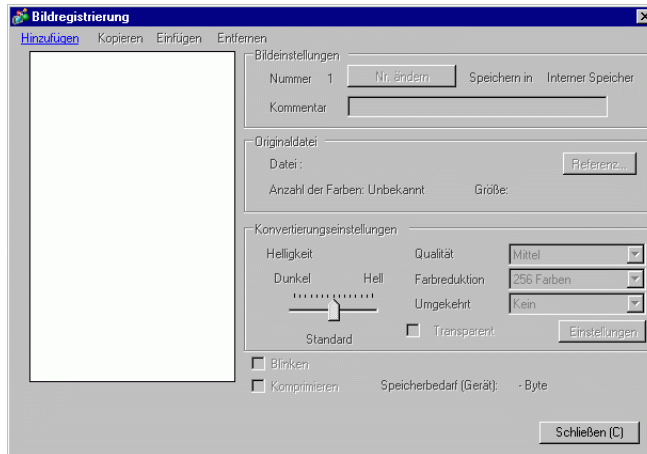 Bildregistrierung
Hinzufügen Kopieren Einfügen Entfernen
Bildeinstellungen
Nummer 1 Nr. ändern Speichern in Interner Speicher
Kommentar
Originaldatei
Datei : Referenz...
Anzahl der Farben: Unbekannt Größe:
Konvertierungseinstellungen
Helligkeit Qualität Mittel
Dunkel Hell Farbreduktion 256 Farben
Umgekehrt Kein
Standard Transparent Einstellungen
Blinken
Komprimieren Speicherbedarf (Gerät): - Byte
Schließen (C)